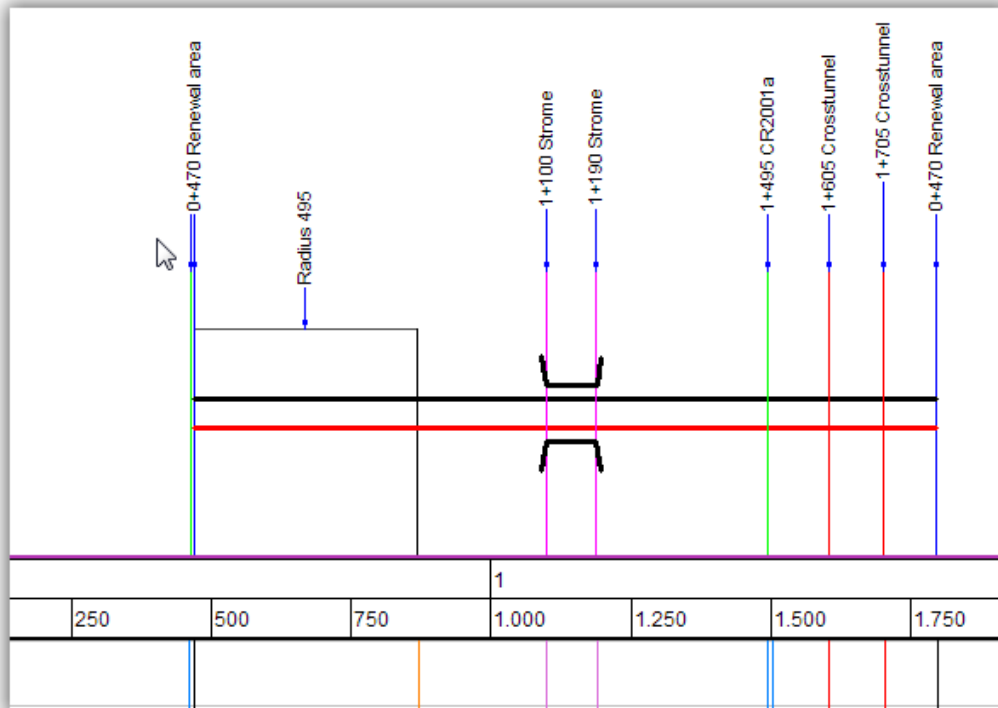 0+470 Renewal area
Radius 495
1+100 Strome
1+190 Strome
1+495 CR2001a
1+605 Crosstunnel
1+705 Crosstunnel
0+470 Renewal area
1
250
500
750
1.000
1.250
1.500
1.750